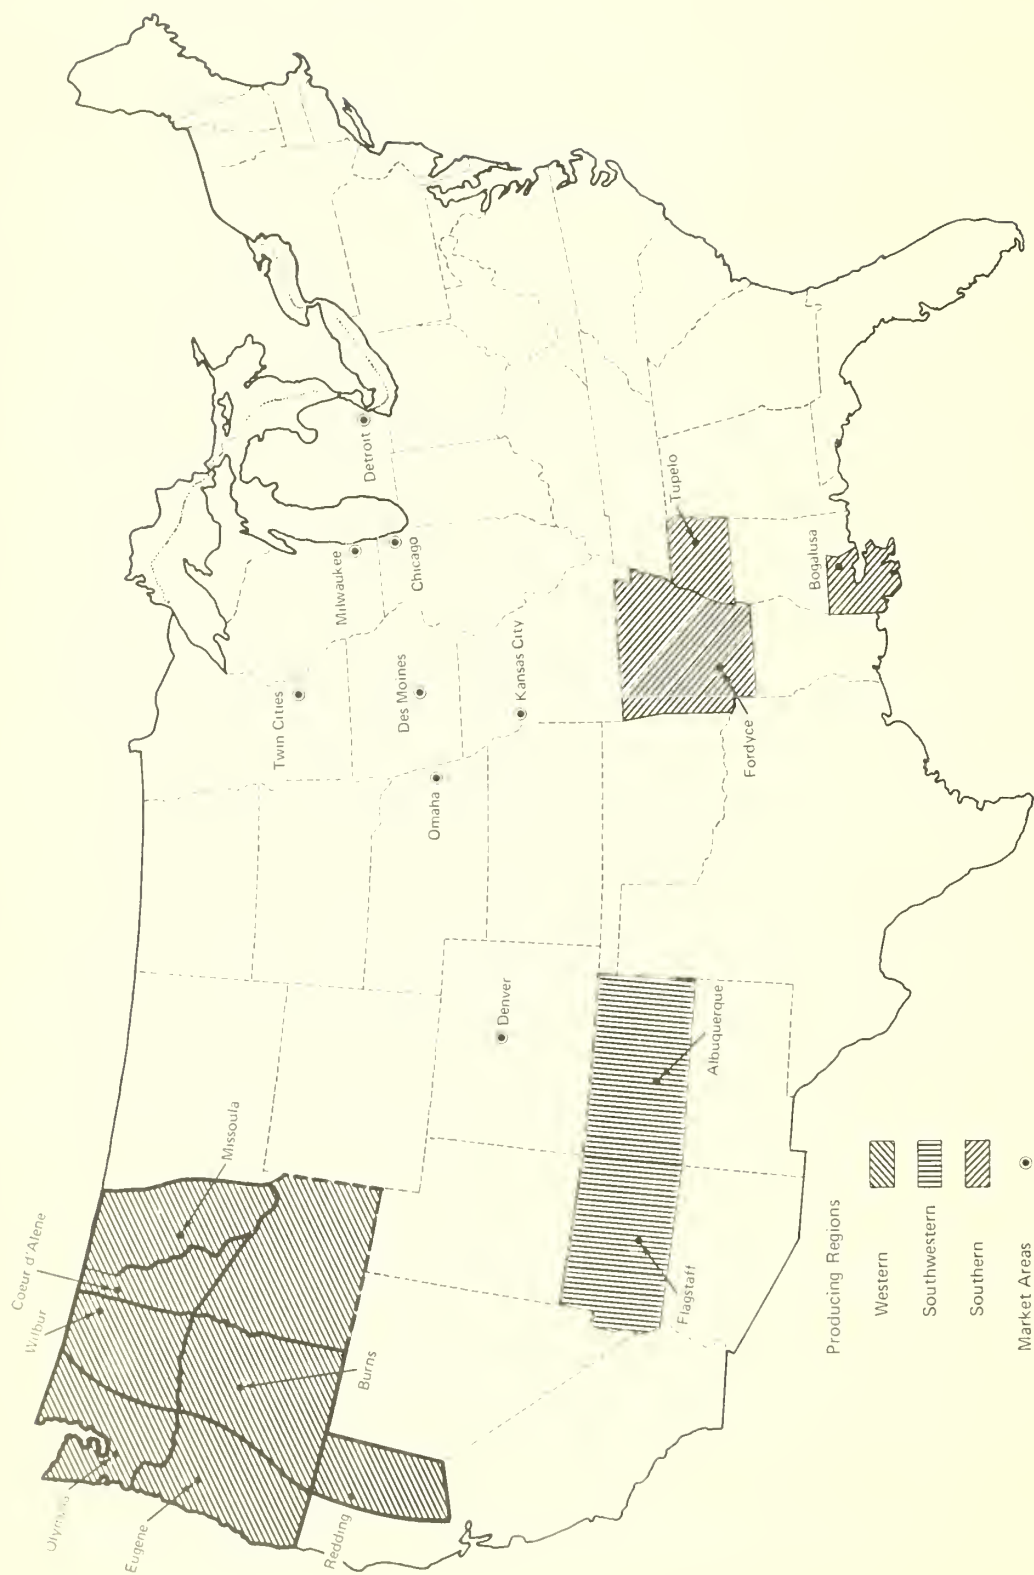 Olympia
Wilbur
Coeur d'Alene
Eugene
Missoula
Redding
Burns
Twin Cities
Milwaukee
Detroit
Chicago
Des Moines
Omaha
Denver
Kansas City
Flagstaff
Albuquerque
Fordyce
Tupelo
Bogalusa
Producing Regions
Western
Southwestern
Southern
Market Areas